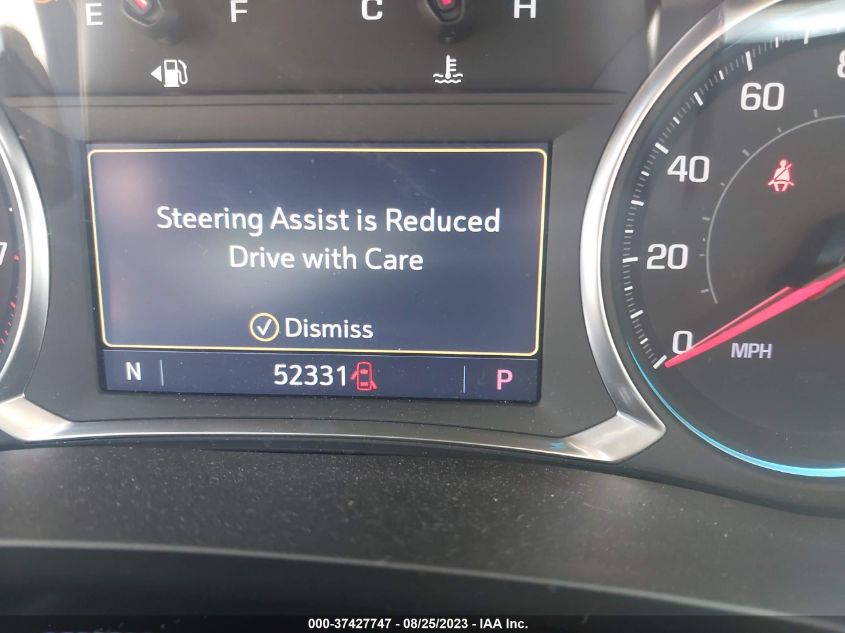 E F C H
Steering Assist is Reduced
Drive with Care
Dismiss
N 52331 P
7
0
20
40
60
MPH
000-37427747 - 08/25/2023 - IAA Inc.